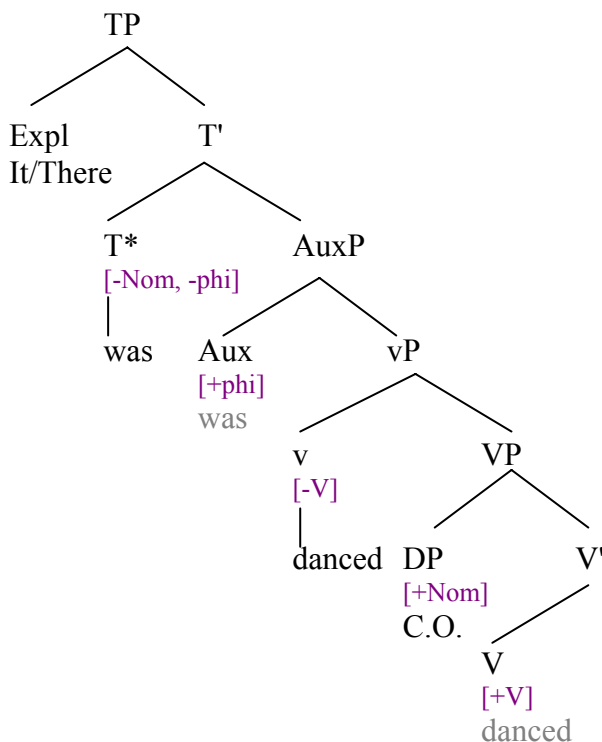 TP
Expl T'
It/There
T* AuxP
[-Nom, -phi]
was Aux vP
[+phi]
was
v VP
[-V]
danced DP V'
[+Nom]
C.O.
V
[+V]
danced